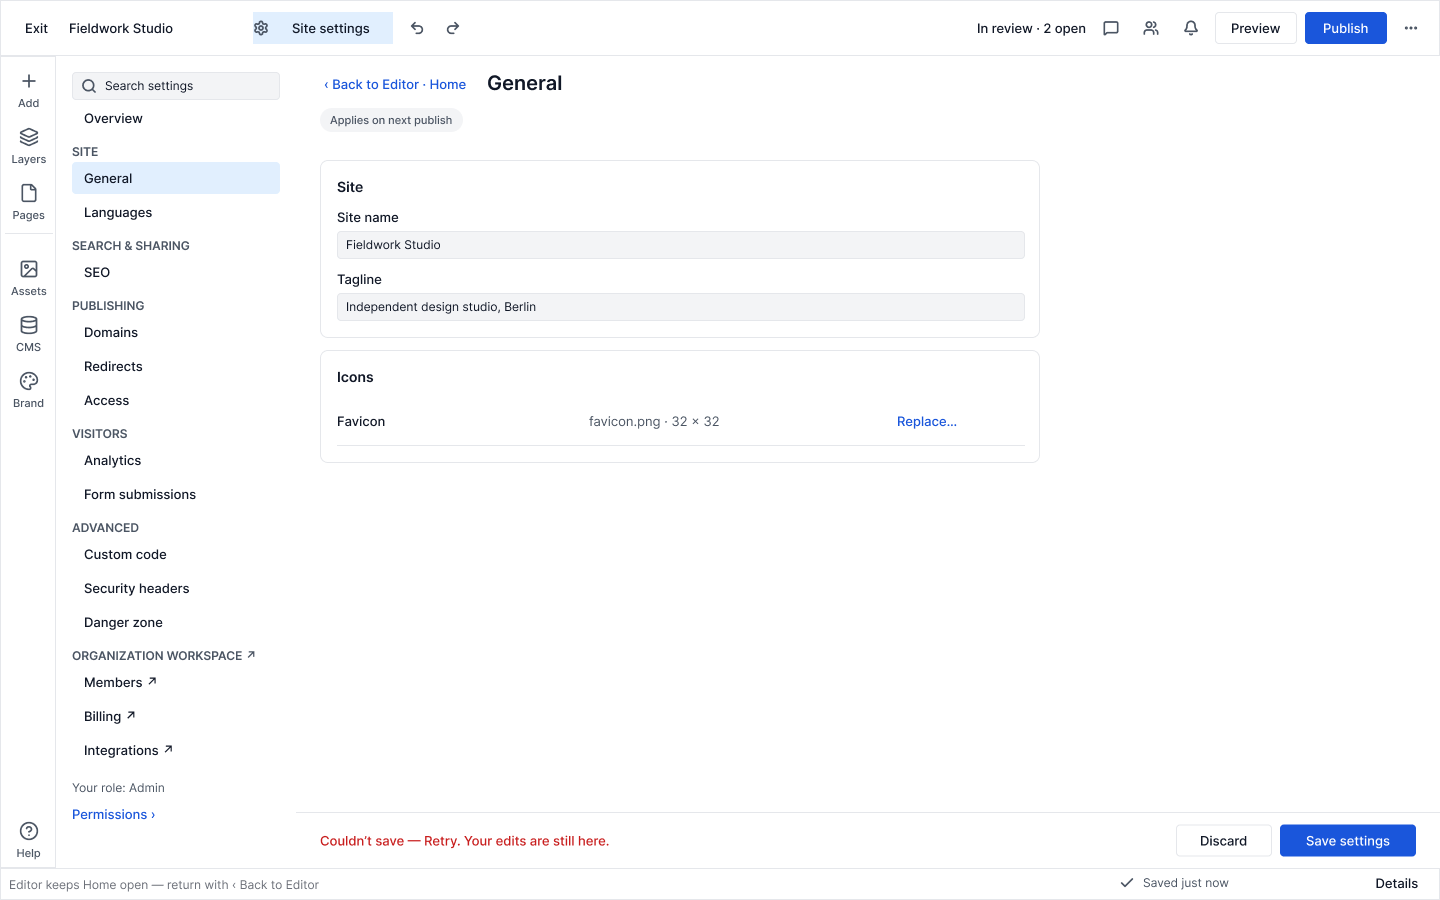 Exit
Fieldwork Studio
Site settings
In review · 2 open
Preview
Publish
Add
Layers
Pages
Assets
CMS
Brand
Help
Search settings
Overview
SITE
General
Languages
SEARCH & SHARING
SEO
PUBLISHING
Domains
Redirects
Access
VISITORS
Analytics
Form submissions
ADVANCED
Custom code
Security headers
Danger zone
ORGANIZATION WORKSPACE ↗
Members ↗
Billing ↗
Integrations ↗
Your role: Admin
Permissions ›
‹ Back to Editor · Home
General
Applies on next publish
Site
Site name
Fieldwork Studio
Tagline
Independent design studio, Berlin
Icons
Favicon
favicon.png · 32 × 32
Replace...
Couldn’t save — Retry. Your edits are still here.
Discard
Save settings
Editor keeps Home open — return with ‹ Back to Editor
Saved just now
Details